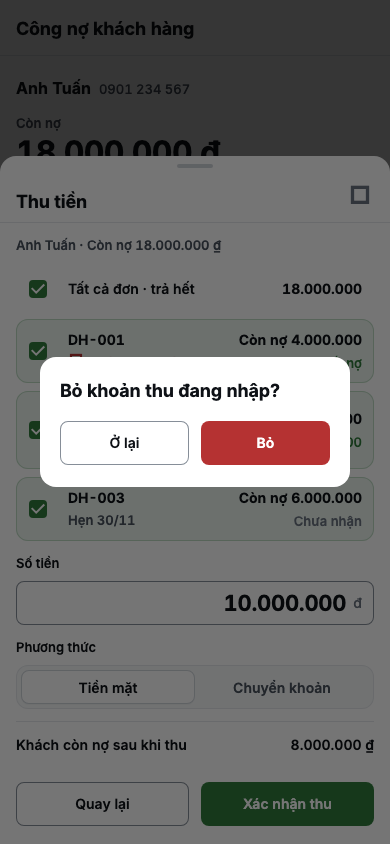 Công nợ khách hàng
Anh Tuấn 0901 234 567
Còn nợ
18.000.000 ₫
Thu tiền
Anh Tuấn · Còn nợ 18.000.000 ₫
Tất cả đơn · trả hết 18.000.000
DH-001 Còn nợ 4.000.000
nợ
Bỏ khoản thu đang nhập?
Ở lại Bỏ
DH-003 Còn nợ 6.000.000
Hẹn 30/11 Chưa nhận
Số tiền
10.000.000 đ
Phương thức
Tiền mặt Chuyển khoản
Khách còn nợ sau khi thu 8.000.000 ₫
Quay lại Xác nhận thu